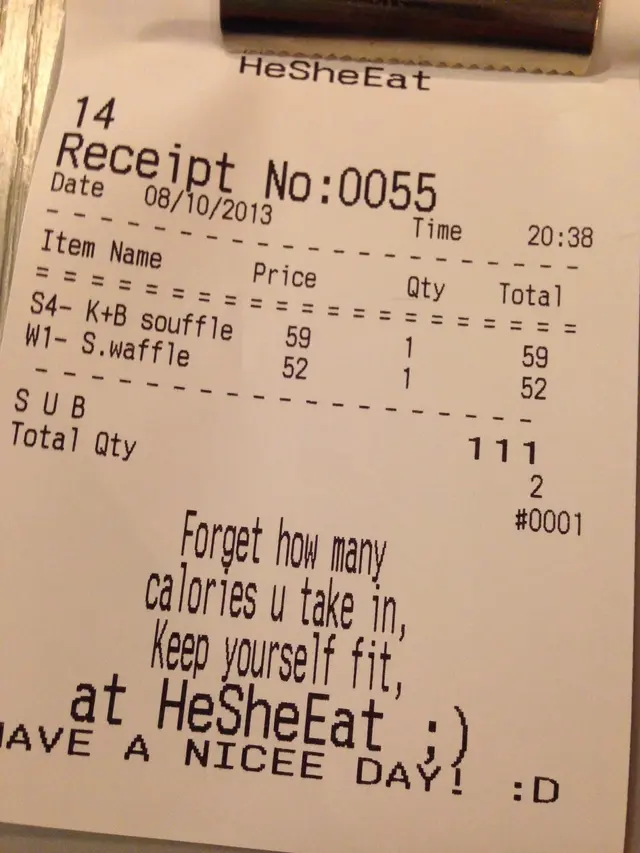 HeSheEat
14
Receipt No:0055
Date 08/10/2013 Time 20:38
- - - - - - - - - - - - - - - - - - - -
Item Name Price Qty Total
= = = = = = = = = = = = = = = = = = = = =
S4- K+B souffle 59 1 59
W1- S.waffle 52 1 52
- - - - - - - - - - - - - - - - - - -
S U B 111
Total Qty 2
#0001
Forget how many
calories u take in,
Keep yourself fit,
at HeSheEat ;)
AVE A NICEE DAY! :D